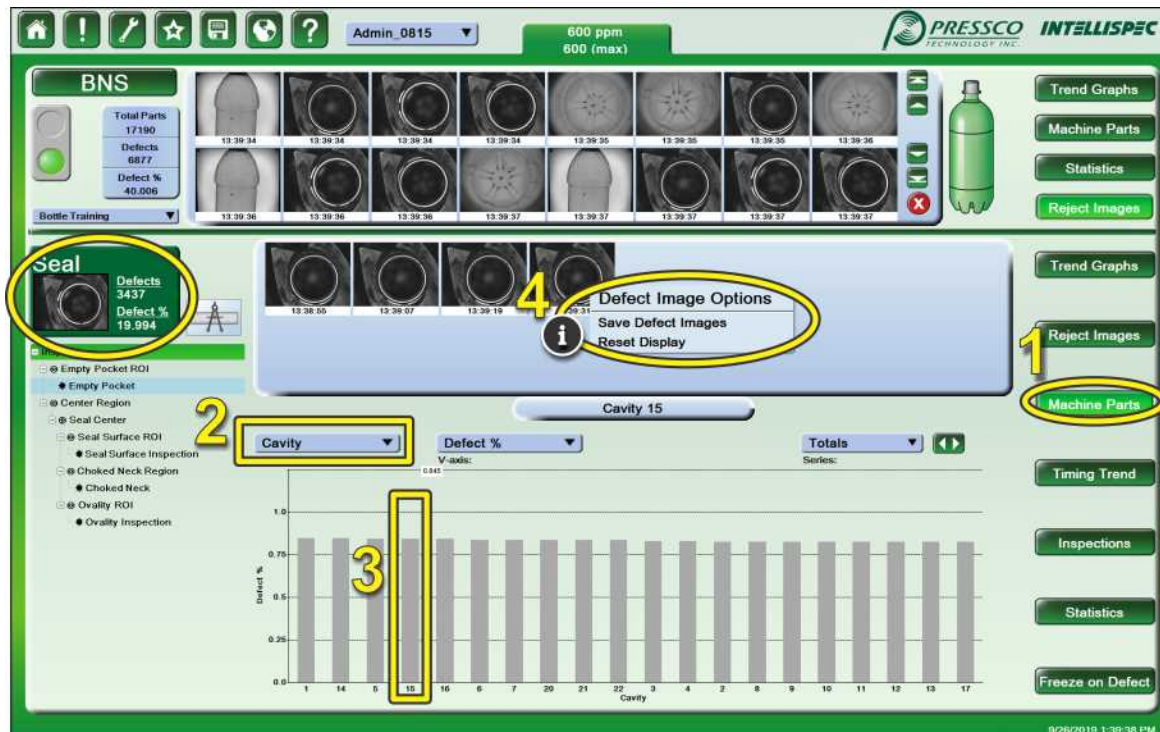 Admin_0815
600 ppm
600 (max)
PRESSCO
TECHNOLOGY INC.
INTELLISPEC
BNS
Total Parts
17190
Defects
6877
Defect %
40.006
Bottle Training
13:39:34 13:39:34 13:39:34 13:39:34 13:39:35 13:39:35 13:39:35 13:39:36
13:39:36 13:39:36 13:39:36 13:39:37 13:39:37 13:39:37 13:39:37 13:39:37
Trend Graphs
Machine Parts
Statistics
Reject Images
Seal
Defects
3437
Defect %
19.994
13:38:55 13:39:07 13:39:19
4
i
Defect Image Options
Save Defect Images
Reset Display
Empty Pocket ROI
Empty Pocket
Center Region
Seal Center
Seal Surface ROI
Seal Surface Inspection
Choked Neck Region
Choked Neck
Ovality ROI
Ovality Inspection
Cavity 15
2
Cavity
Defect %
V-axis:
Totals
Series:
0.845
3
1.0
0.75
0.5
0.25
0.0
Defect %
1 14 5 15 16 6 7 20 21 22 3 4 2 8 9 10 11 12 13 17
Cavity
Trend Graphs
Reject Images
1
Machine Parts
Timing Trend
Inspections
Statistics
Freeze on Defect
9/26/2019 1:39:38 PM